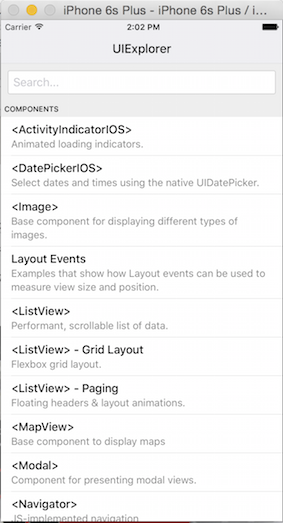 iPhone 6s Plus - iPhone 6s Plus / i...
Carrier 2:02 PM
UIExplorer
Search...
COMPONENTS
<ActivityIndicatorIOS>
Animated loading indicators.
<DatePickerIOS>
Select dates and times using the native UIDatePicker.
<Image>
Base component for displaying different types of
images.
Layout Events
Examples that show how Layout events can be used to
measure view size and position.
<ListView>
Performant, scrollable list of data.
<ListView> - Grid Layout
Flexbox grid layout.
<ListView> - Paging
Floating headers & layout animations.
<MapView>
Base component to display maps
<Modal>
Component for presenting modal views.
<Navigator>
JS-implemented navigation